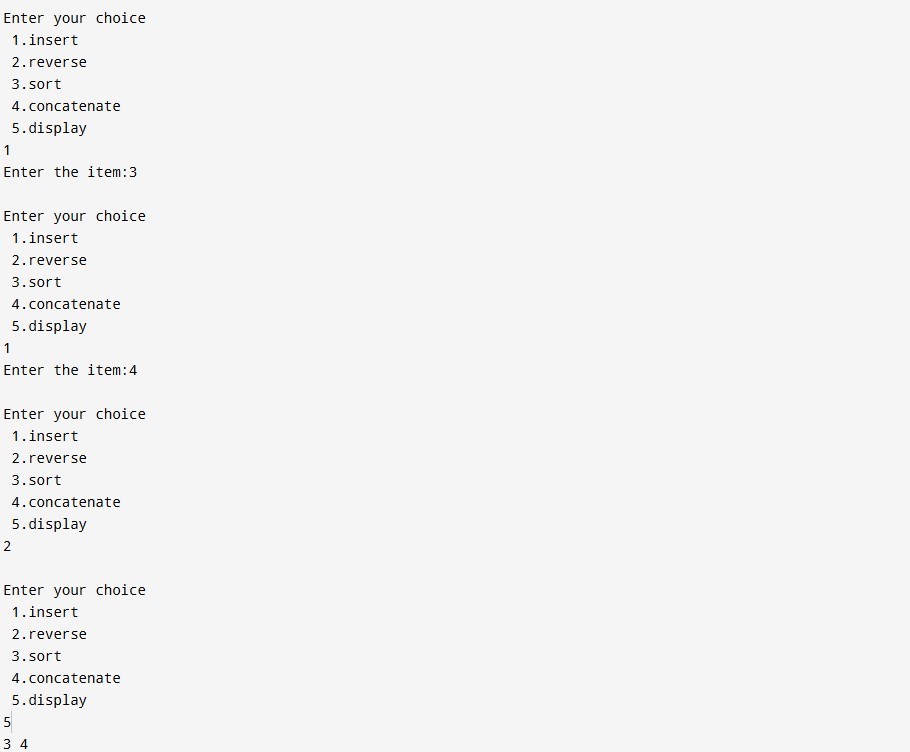 Enter your choice
 1.insert
 2.reverse
 3.sort
 4.concatenate
 5.display
1
Enter the item:3

Enter your choice
 1.insert
 2.reverse
 3.sort
 4.concatenate
 5.display
1
Enter the item:4

Enter your choice
 1.insert
 2.reverse
 3.sort
 4.concatenate
 5.display
2

Enter your choice
 1.insert
 2.reverse
 3.sort
 4.concatenate
 5.display
5
3 4